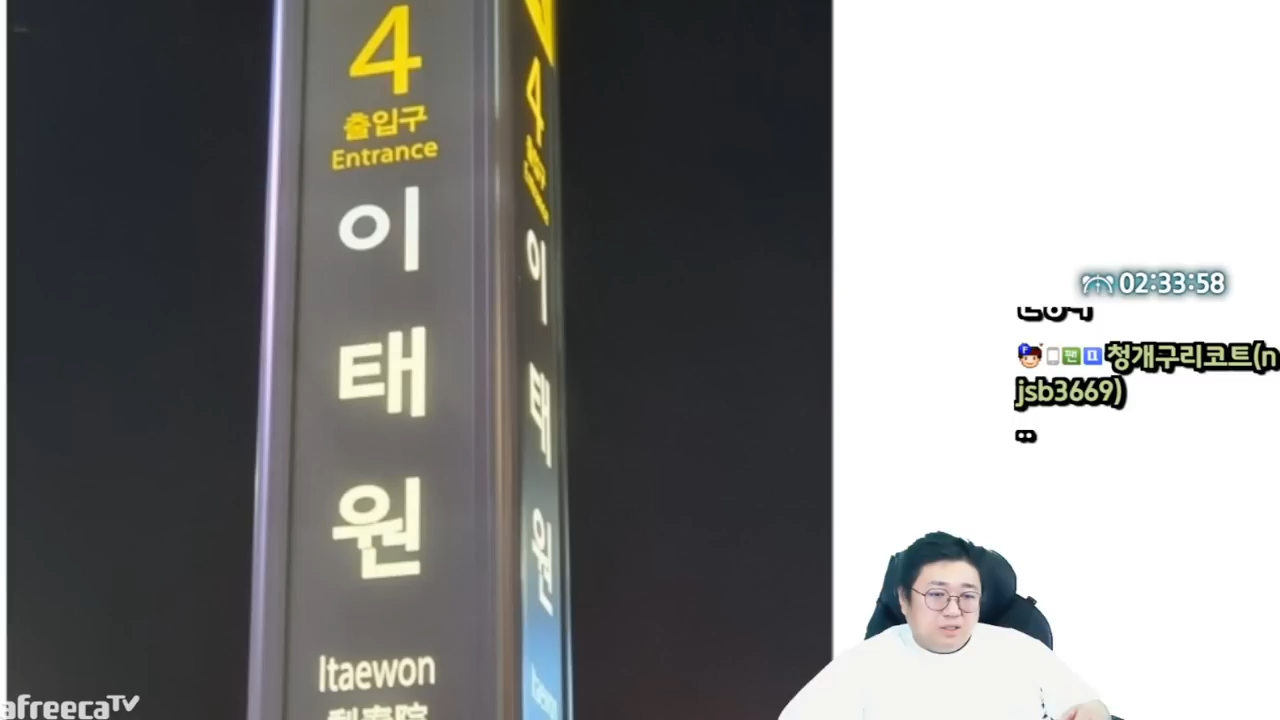 4
출입구
Entrance
이
태
원
Itaewon
4
이
태
원
02:33:58
팬 청개구리코트(n
jsb3669)
..
afreecaTV